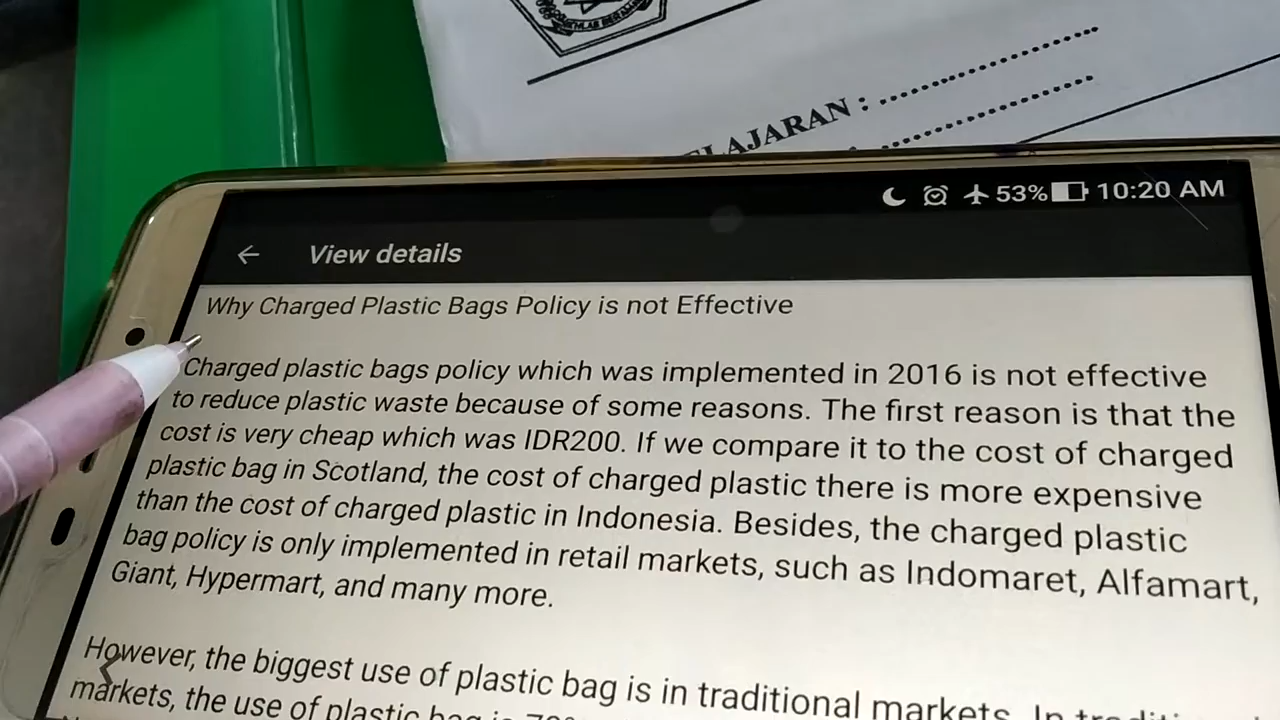 LAJARAN : ....................
53% 10:20 AM
View details
Why Charged Plastic Bags Policy is not Effective
Charged plastic bags policy which was implemented in 2016 is not effective
to reduce plastic waste because of some reasons. The first reason is that the
cost is very cheap which was IDR200. If we compare it to the cost of charged
plastic bag in Scotland, the cost of charged plastic there is more expensive
than the cost of charged plastic in Indonesia. Besides, the charged plastic
bag policy is only implemented in retail markets, such as Indomaret, Alfamart,
Giant, Hypermart, and many more.
However, the biggest use of plastic bag is in traditional markets. In
markets, the use of plastic bag is